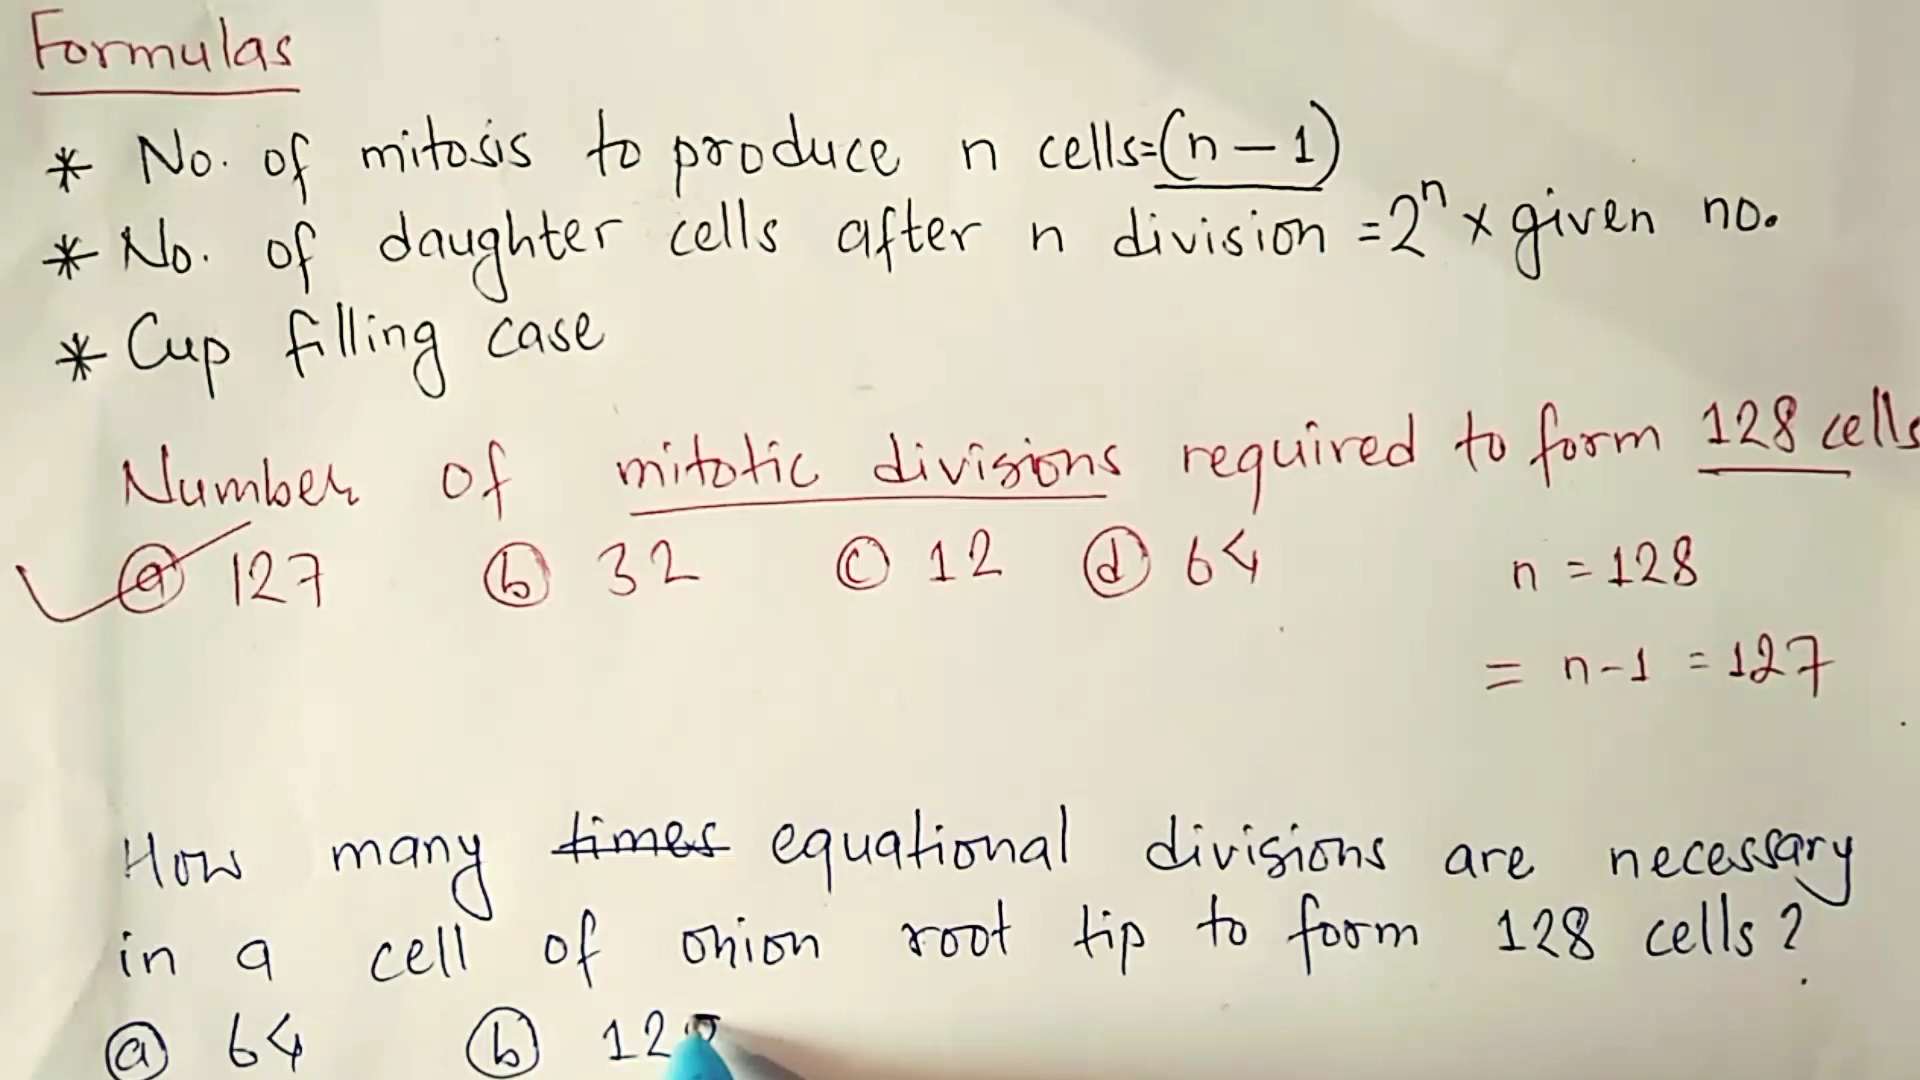 Formulas
* No. of mitosis to produce n cells=(n-1)
* No. of daughter cells after n division =2ⁿ x given no.
* Cup filling case
Number of mitotic divisions required to form 128 cells
ⓐ 127 ⓑ 32 ⓒ 12 ⓓ 64
n = 128
= n-1 = 127
How many times equational divisions are necessary
in a cell of onion root tip to form 128 cells?
ⓐ 64 ⓑ